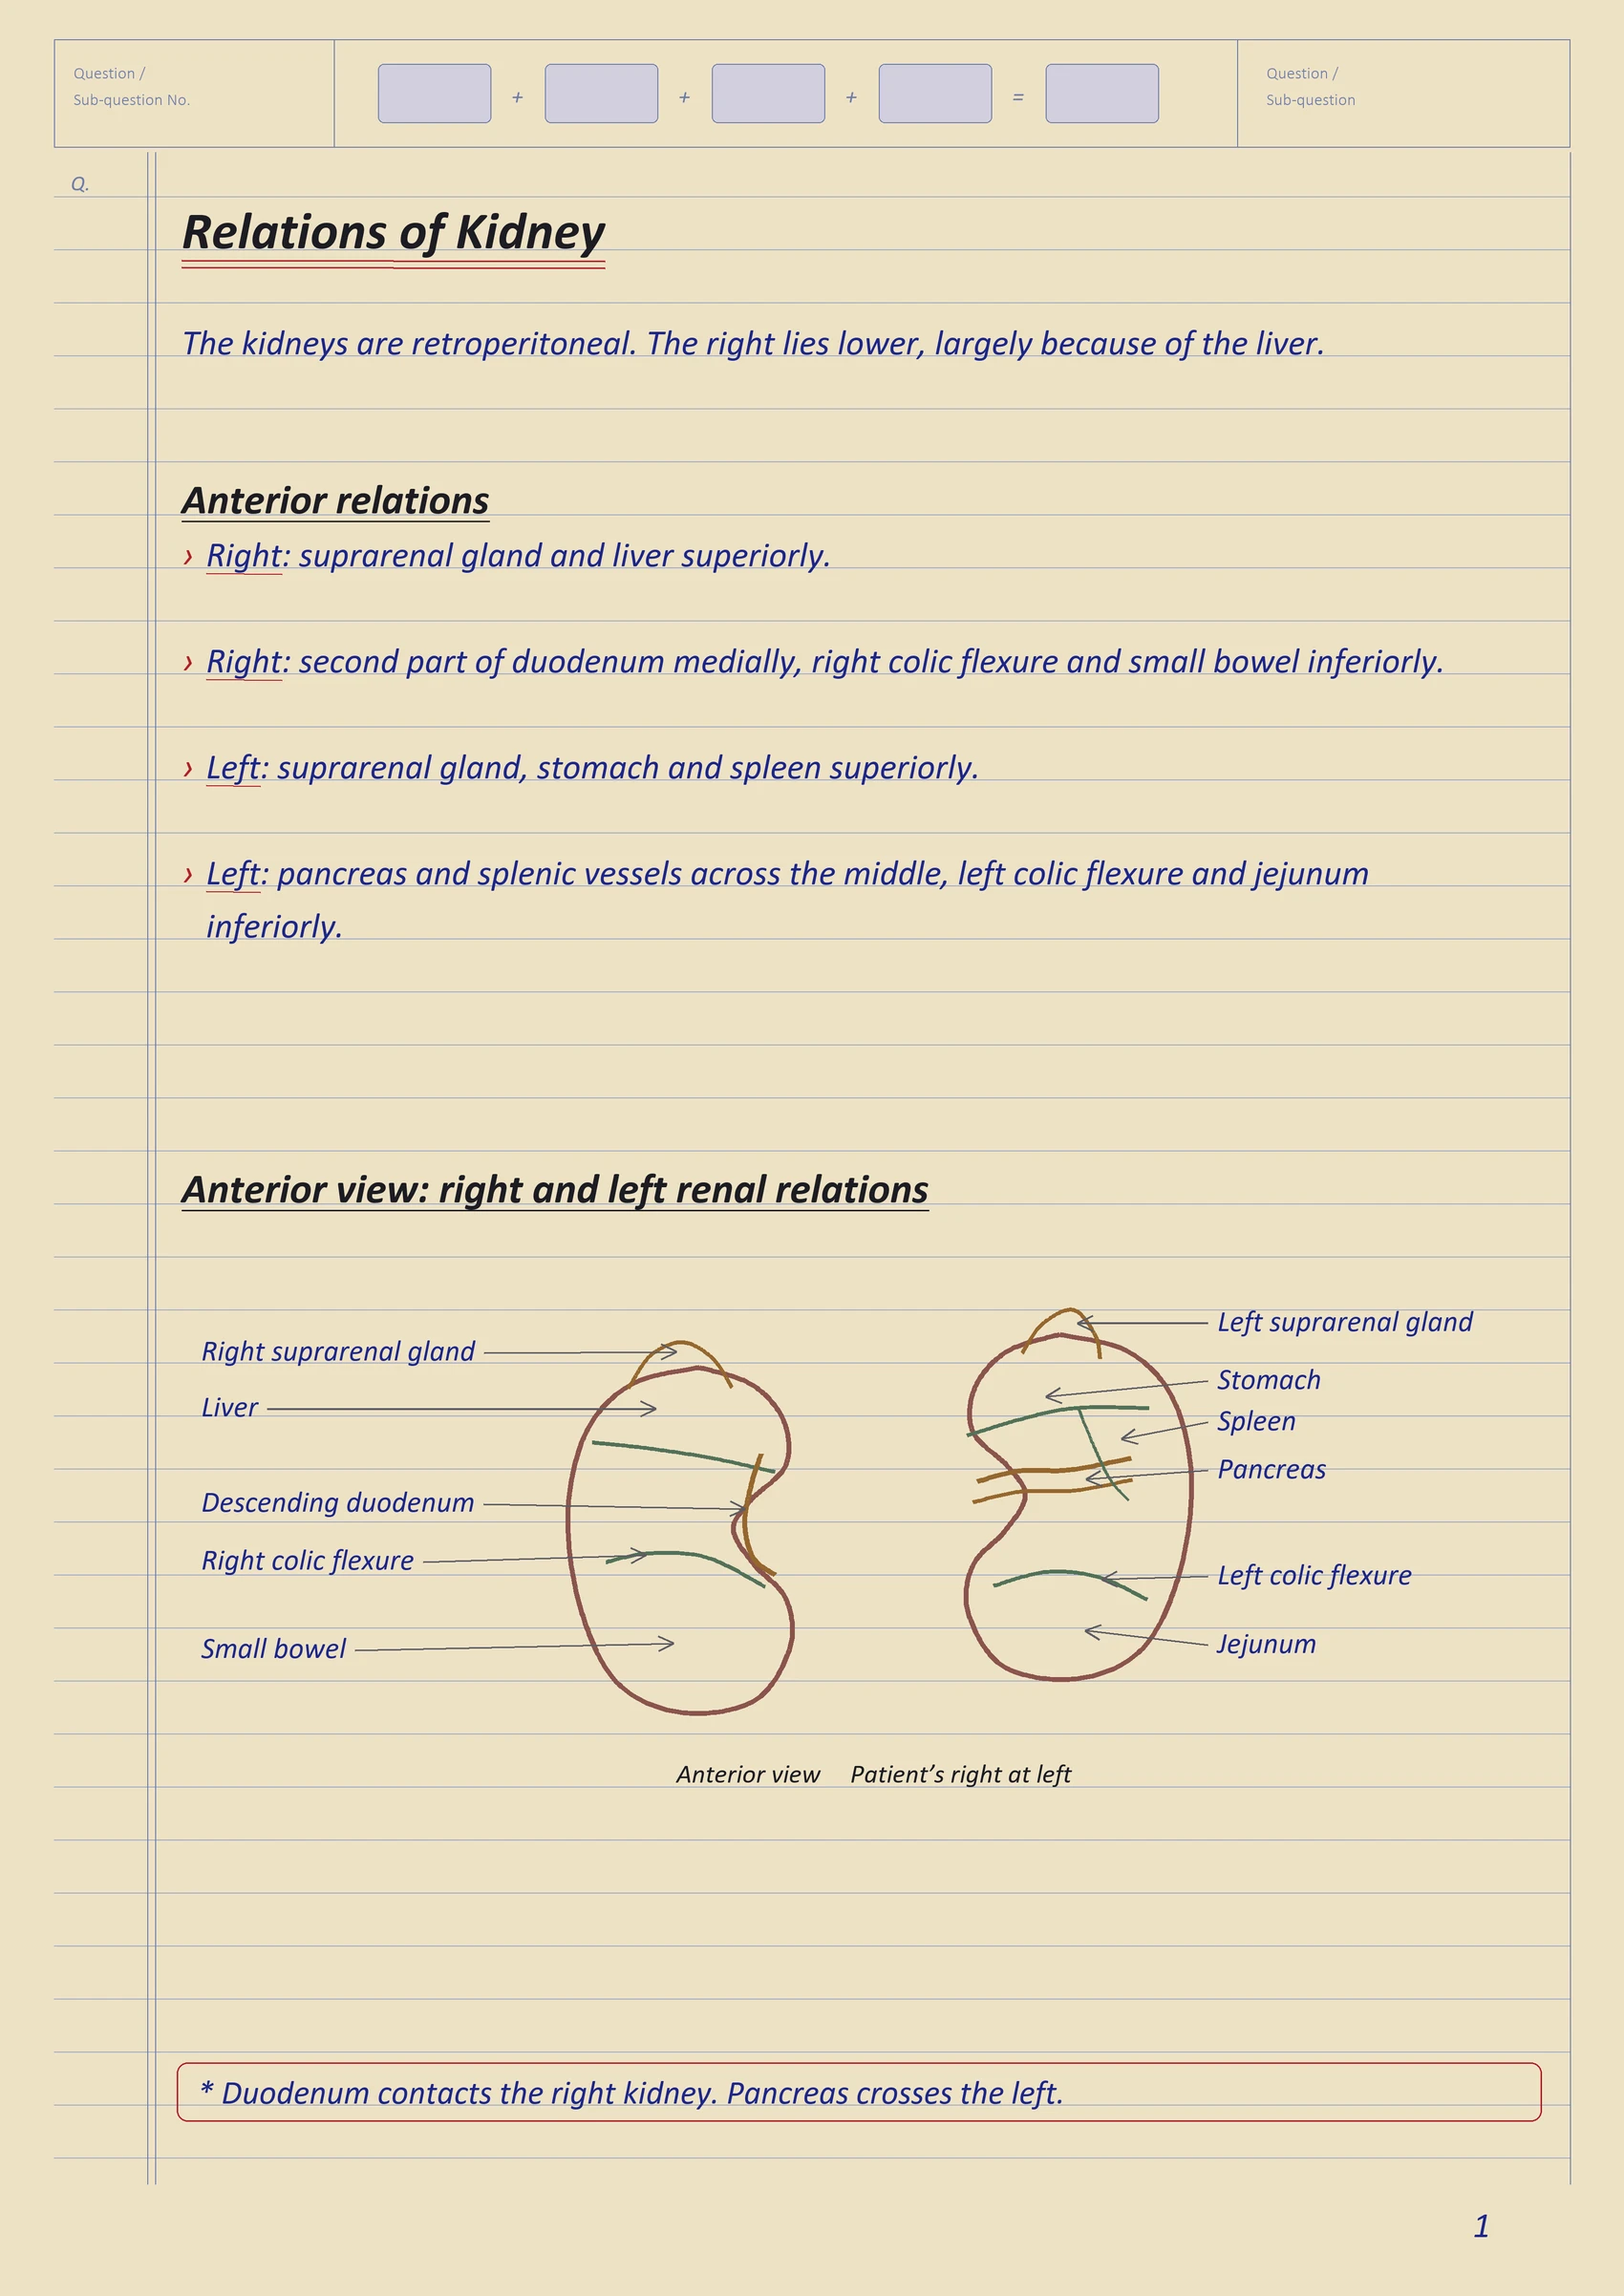 Question /
Sub-question No.
+ + + =
Question /
Sub-question
Q.
Relations of Kidney
The kidneys are retroperitoneal. The right lies lower, largely because of the liver.
Anterior relations
› Right: suprarenal gland and liver superiorly.
› Right: second part of duodenum medially, right colic flexure and small bowel inferiorly.
› Left: suprarenal gland, stomach and spleen superiorly.
› Left: pancreas and splenic vessels across the middle, left colic flexure and jejunum
inferiorly.
Anterior view: right and left renal relations
Right suprarenal gland
Liver
Descending duodenum
Right colic flexure
Small bowel
Left suprarenal gland
Stomach
Spleen
Pancreas
Left colic flexure
Jejunum
Anterior view Patient’s right at left
* Duodenum contacts the right kidney. Pancreas crosses the left.
1